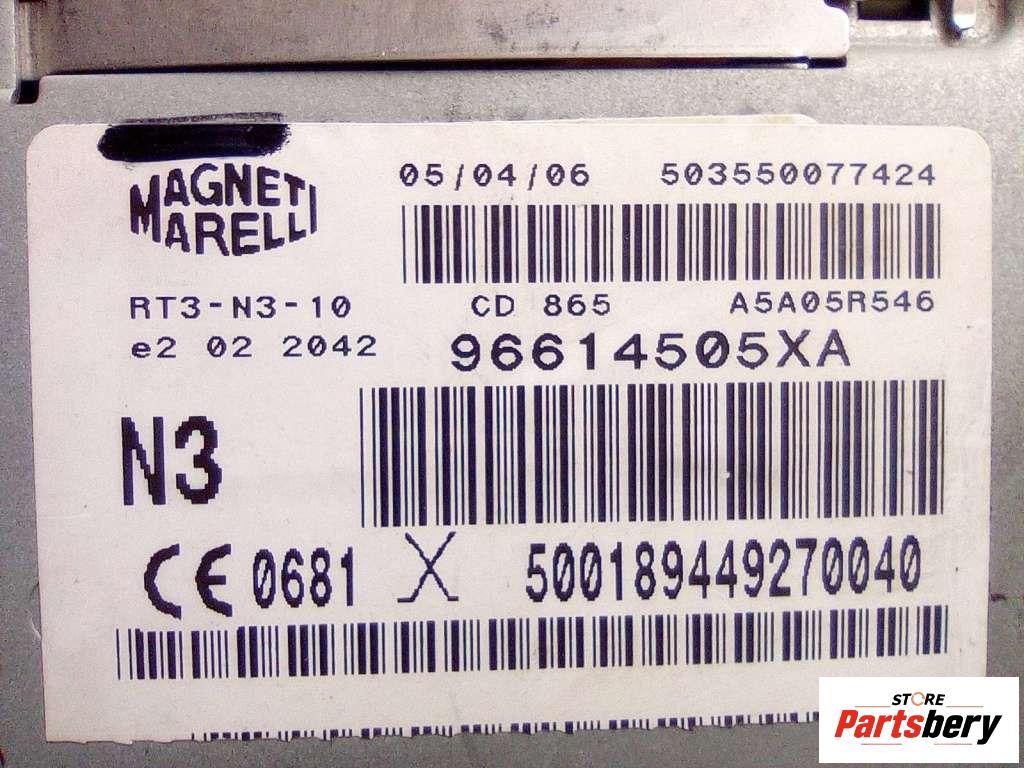 MAGNETI
MARELLI
05/04/06 503550077424
RT3-N3-10 CD 865 A5A05R546
e2 02 2042 96614505XA
N3
CE 0681 X 500189449270040
STORE
Partsbery